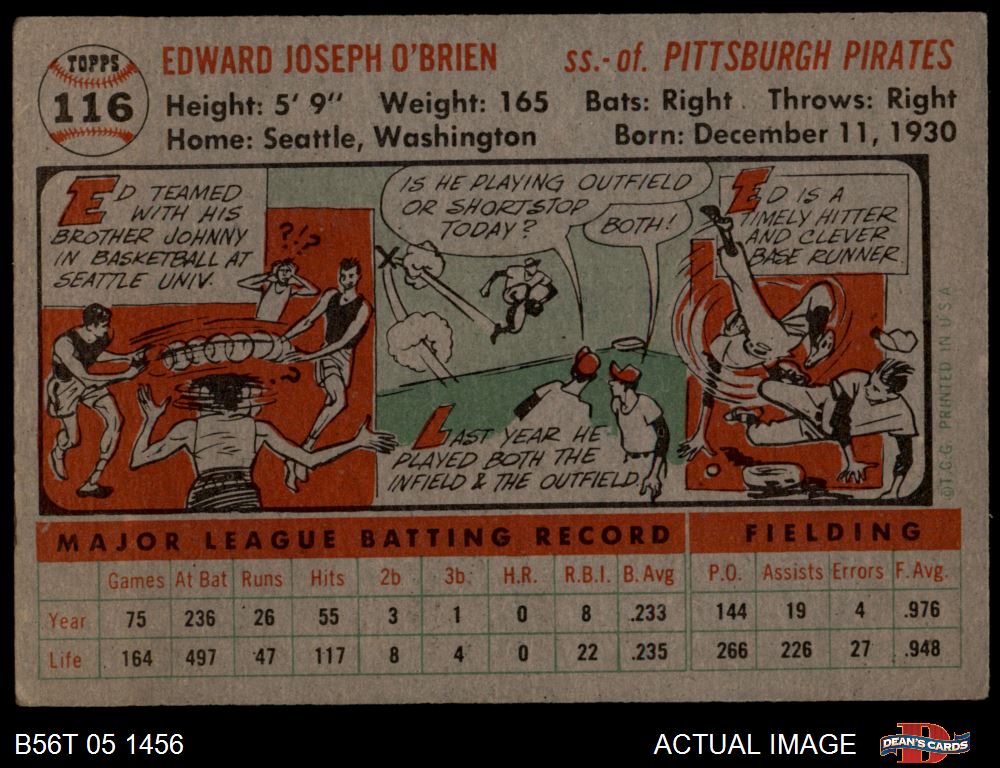 TOPPS
116
EDWARD JOSEPH O'BRIEN ss.-of. PITTSBURGH PIRATES
Height: 5' 9" Weight: 165 Bats: Right Throws: Right
Home: Seattle, Washington Born: December 11, 1930
ED TEAMED
WITH HIS
BROTHER JOHNNY
IN BASKETBALL AT
SEATTLE UNIV.
?!?
?
IS HE PLAYING OUTFIELD
OR SHORTSTOP
TODAY?
BOTH!
LAST YEAR HE
PLAYED BOTH THE
INFIELD & THE OUTFIELD.
ED IS A
TIMELY HITTER
AND CLEVER
BASE RUNNER.
©T.C.G. PRINTED IN U.S.A.
MAJOR LEAGUE BATTING RECORD FIELDING
Games At Bat Runs Hits 2b 3b H.R. R.B.I. B. Avg P.O. Assists Errors F. Avg.
Year 75 236 26 55 3 1 0 8 .233 144 19 4 .976
Life 164 497 47 117 8 4 0 22 .235 266 226 27 .948
B56T 05 1456 ACTUAL IMAGE DEAN'S CARDS